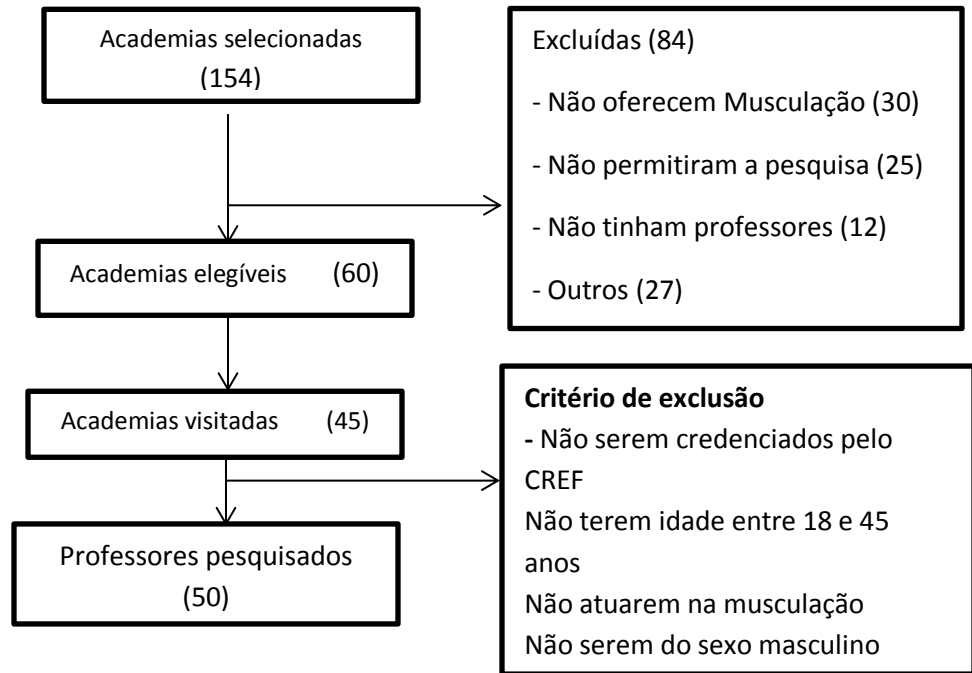 Academias selecionadas
(154)
Excluídas (84)
- Não oferecem Musculação (30)
- Não permitiram a pesquisa (25)
- Não tinham professores (12)
- Outros (27)
Academias elegíveis (60)
Academias visitadas (45)
Critério de exclusão
- Não serem credenciados pelo
CREF
Não terem idade entre 18 e 45
anos
Não atuarem na musculação
Não serem do sexo masculino
Professores pesquisados
(50)